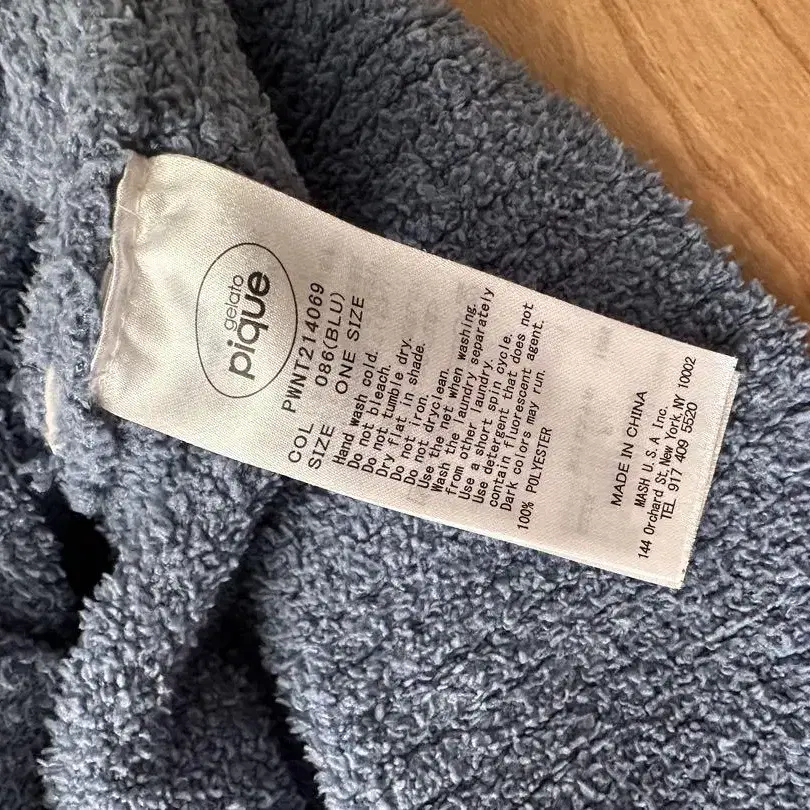 gelato
pique
PWNT214069
COL 086(BLU)
SIZE ONE SIZE
Hand wash cold.
Do not bleach.
Do not tumble dry.
Dry flat in shade.
Do not iron.
Do not dryclean.
Use the net when washing.
Wash the laundry separately
from other laundry.
Use a short spin cycle.
Use detergent that does not
contain fluorescent agent.
Dark colors may run.
100% POLYESTER
MADE IN CHINA
MASH U.S.A Inc.
144 Orchard St, New York, NY 10002
TEL 917 409 5520